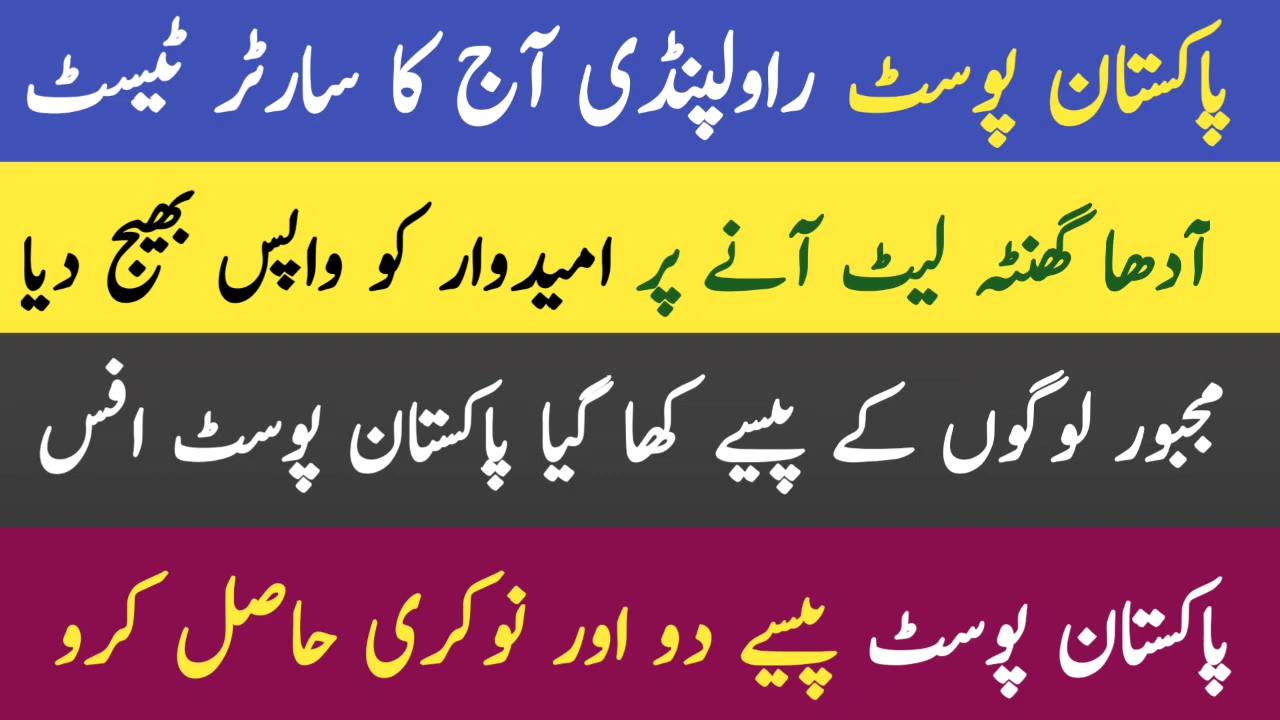 پاکستان پوسٹ راولپنڈی آج کا سارٹر ٹیسٹ
آدھا گھنٹہ لیٹ آنے پر امیدوار کو واپس بھیج دیا
مجبور لوگوں کے پیسے کھا گیا پاکستان پوسٹ افس
پاکستان پوسٹ پیسے دو اور نوکری حاصل کرو